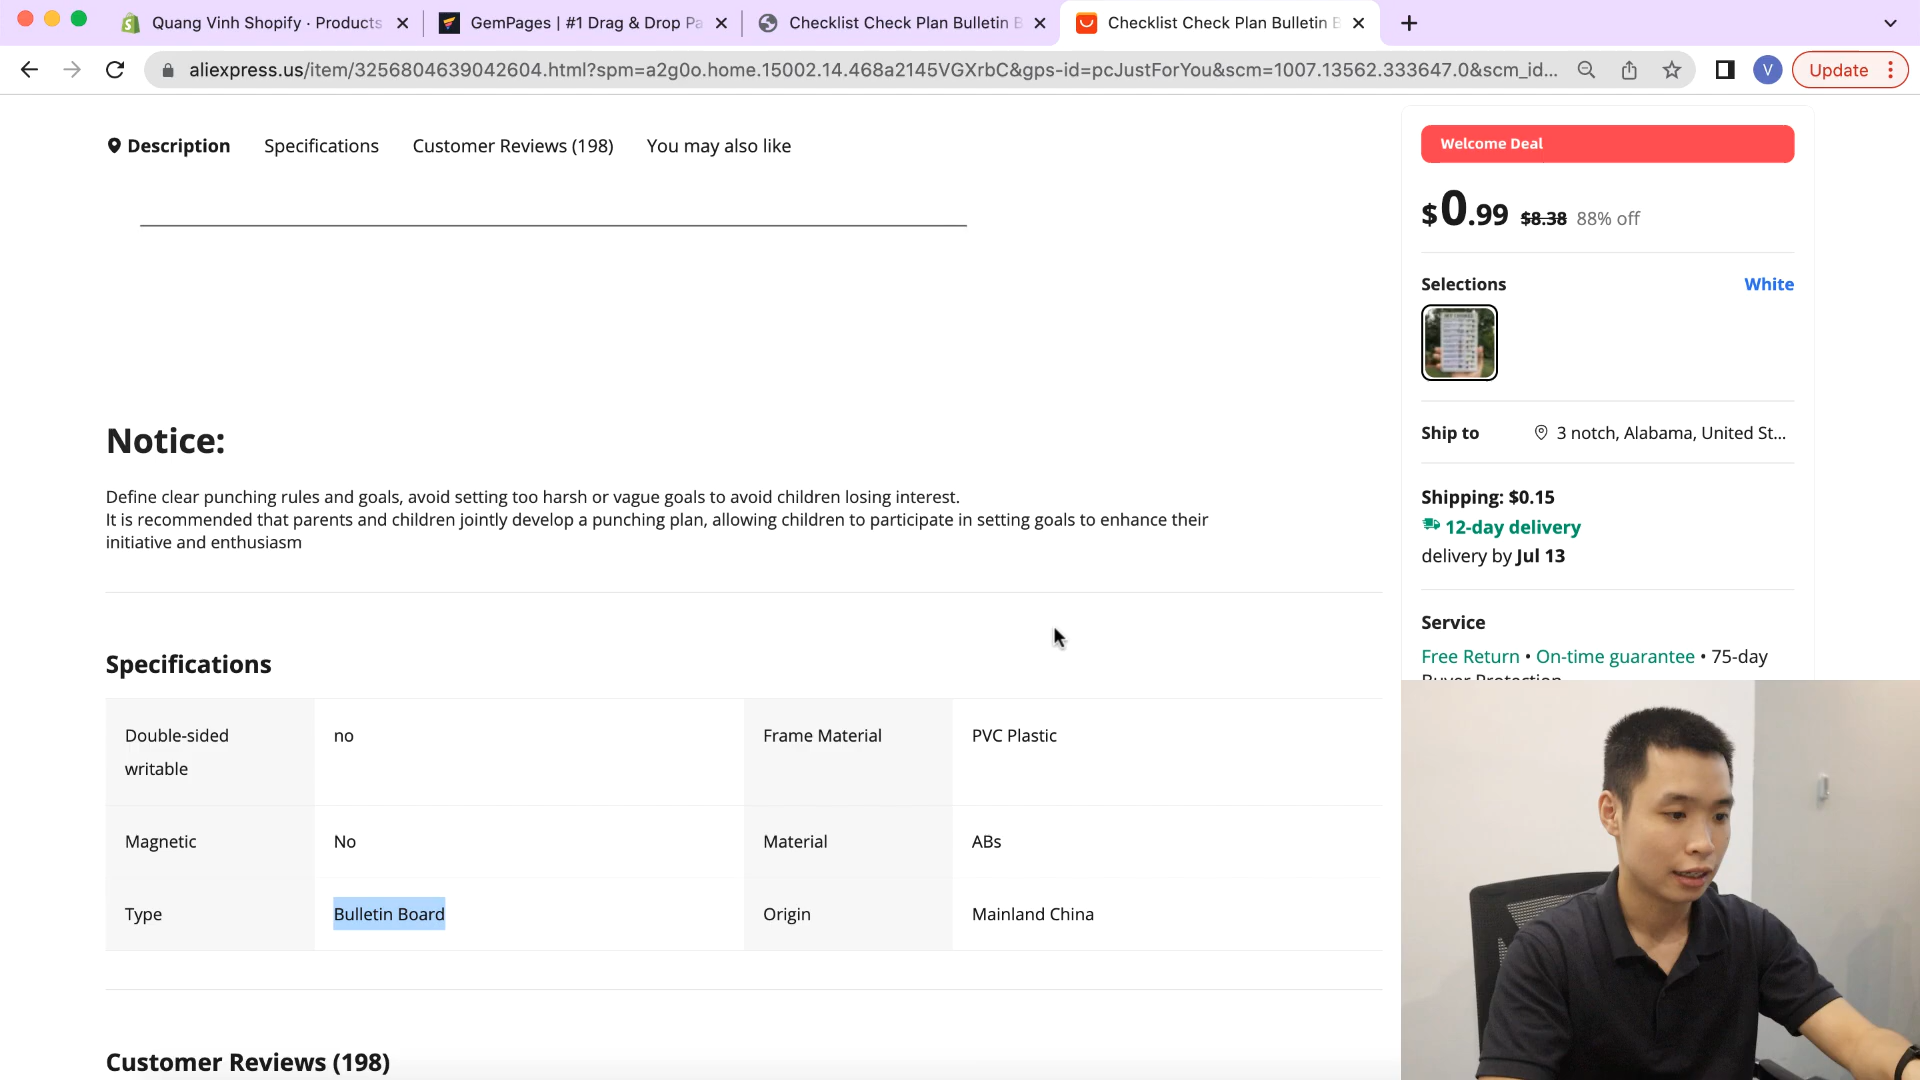 Quang Vinh Shopify · Products
GemPages | #1 Drag & Drop Pa
Checklist Check Plan Bulletin B
Checklist Check Plan Bulletin B
aliexpress.us/item/3256804639042604.html?spm=a2g0o.home.15002.14.468a2145VGXrbC&gps-id=pcJustForYou&scm=1007.13562.333647.0&scm_id...
V
Update
Description
Specifications
Customer Reviews (198)
You may also like
Notice:
Define clear punching rules and goals, avoid setting too harsh or vague goals to avoid children losing interest.
It is recommended that parents and children jointly develop a punching plan, allowing children to participate in setting goals to enhance their
initiative and enthusiasm
Specifications
Double-sided
writable
no
Frame Material
PVC Plastic
Magnetic
No
Material
ABs
Type
Bulletin Board
Origin
Mainland China
Customer Reviews (198)
Welcome Deal
$0.99 $8.38 88% off
Selections
White
Ship to
3 notch, Alabama, United St...
Shipping: $0.15
12-day delivery
delivery by Jul 13
Service
Free Return • On-time guarantee • 75-day
Buyer Protection